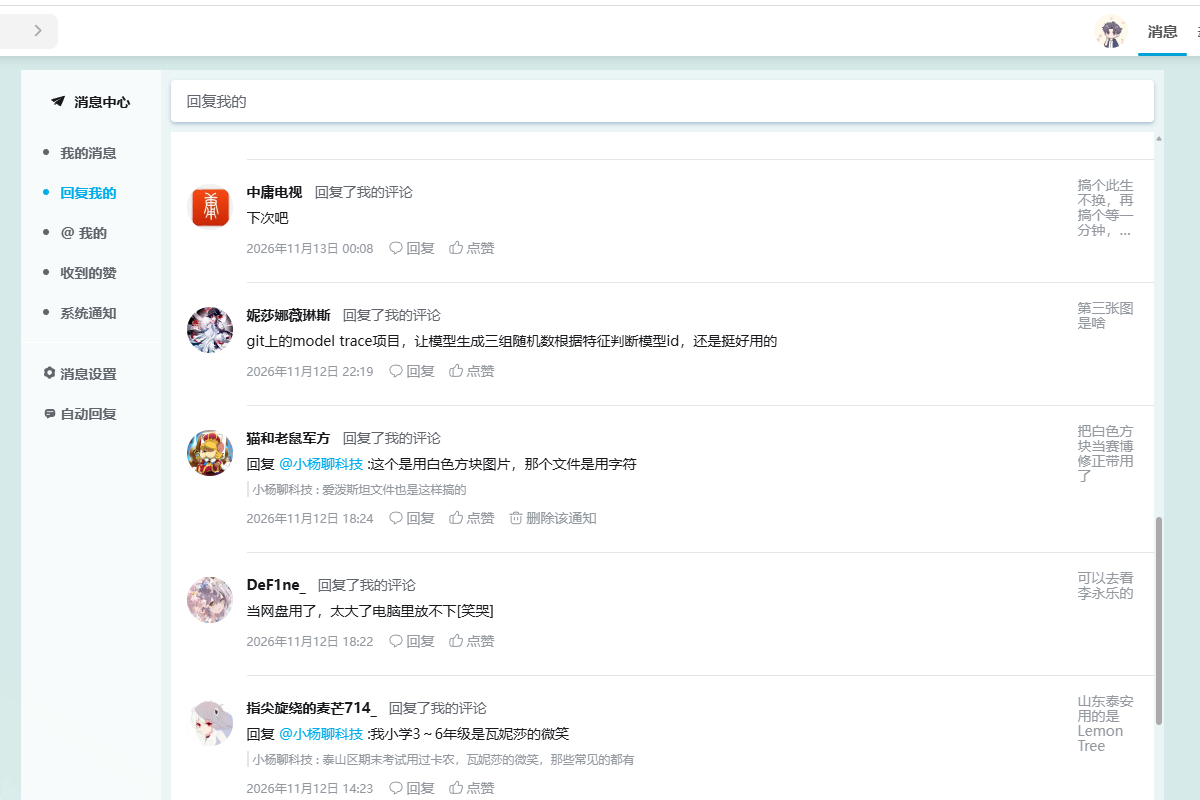 消息
消息中心
我的消息
回复我的
@ 我的
收到的赞
系统通知
消息设置
自动回复
回复我的
中庸电视 回复了我的评论
下次吧
2026年11月13日 00:08 回复 点赞
搞个此生
不换，再
搞个等一
分钟，...
妮莎娜薇琳斯 回复了我的评论
git上的model trace项目，让模型生成三组随机数根据特征判断模型id，还是挺好用的
2026年11月12日 22:19 回复 点赞
第三张图
是啥
猫和老鼠军方 回复了我的评论
回复 @小杨聊科技 :这个是用白色方块图片，那个文件是用字符
小杨聊科技 : 爱泼斯坦文件也是这样搞的
2026年11月12日 18:24 回复 点赞 删除该通知
把白色方
块当赛博
修正带用
了
DeF1ne_ 回复了我的评论
当网盘用了，太大了电脑里放不下[笑哭]
2026年11月12日 18:22 回复 点赞
可以去看
李永乐的
指尖旋绕的麦芒714_ 回复了我的评论
回复 @小杨聊科技 :我小学3～6年级是瓦妮莎的微笑
小杨聊科技 : 泰山区期末考试用过卡农，瓦妮莎的微笑，那些常见的都有
2026年11月12日 14:23 回复 点赞
山东泰安
用的是
Lemon
Tree